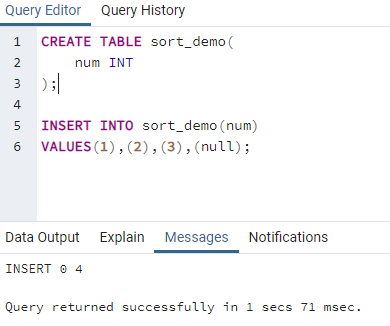 Query Editor Query History
1 CREATE TABLE sort_demo(
2 num INT
3 );
4
5 INSERT INTO sort_demo(num)
6 VALUES(1),(2),(3),(null);
Data Output Explain Messages Notifications
INSERT 0 4
Query returned successfully in 1 secs 71 msec.